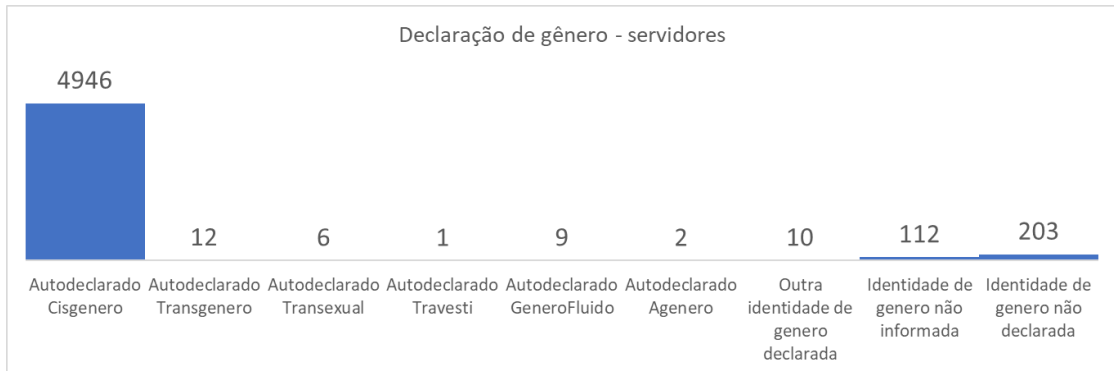 Declaração de gênero - servidores
4946
12
6
1
9
2
10
112
203
Autodeclarado
Cisgenero
Autodeclarado
Transgenero
Autodeclarado
Transexual
Autodeclarado
Travesti
Autodeclarado
GeneroFluido
Autodeclarado
Agenero
Outra
identidade de
genero
declarada
Identidade de
genero não
informada
Identidade de
genero não
declarada